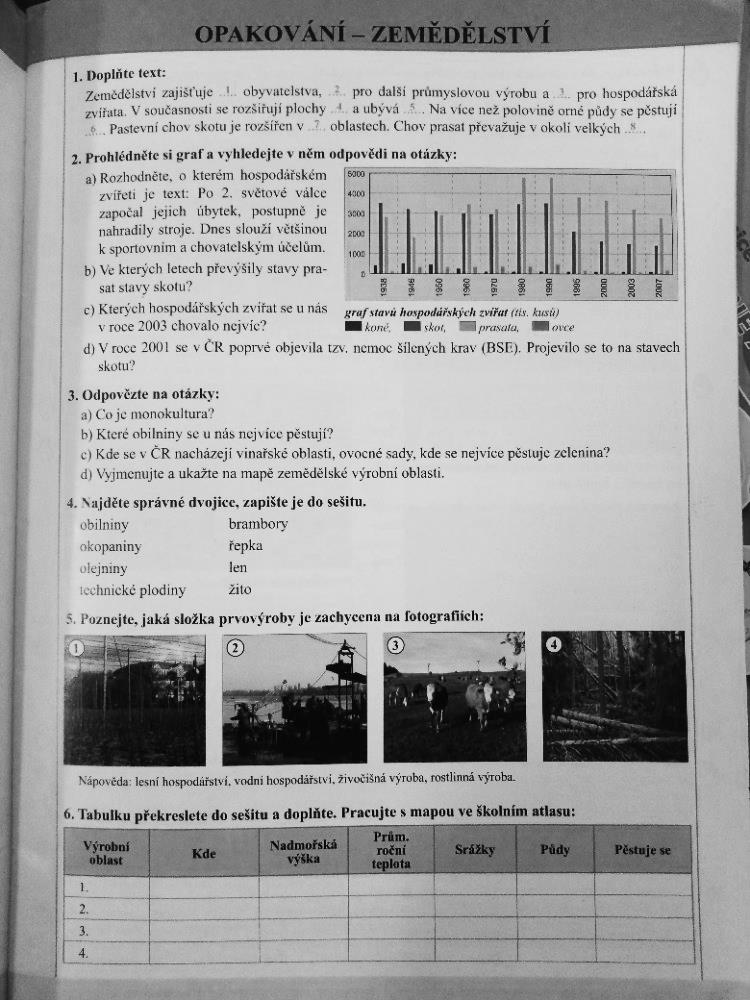 OPAKOVÁNÍ – ZEMĚDĚLSTVÍ
1. Doplňte text:
Zemědělství zajišťuje ..1.. obyvatelstva, ..2.. pro další průmyslovou výrobu a ..3.. pro hospodářská
zvířata. V současnosti se rozšiřují plochy ..4.. a ubývá ..5... Na více než polovině orné půdy se pěstují
..6... Pastevní chov skotu je rozšířen v ..7.. oblastech. Chov prasat převažuje v okolí velkých ..8...
2. Prohlédněte si graf a vyhledejte v něm odpovědi na otázky:
a) Rozhodněte, o kterém hospodářském
zvířeti je text: Po 2. světové válce
započal jejich úbytek, postupně je
nahradily stroje. Dnes slouží většinou
k sportovním a chovatelským účelům.
b) Ve kterých letech převýšily stavy pra-
sat stavy skotu?
c) Kterých hospodářských zvířat se u nás
v roce 2003 chovalo nejvíc?
5000
4000
3000
2000
1000
0
1938 1946 1950 1960 1970 1980 1990 1995 2000 2003 2007
graf stavů hospodářských zvířat (tis. kusů)
koně, skot, prasata, ovce
d) V roce 2001 se v ČR poprvé objevila tzv. nemoc šílených krav (BSE). Projevilo se to na stavech
skotu?
3. Odpovězte na otázky:
a) Co je monokultura?
b) Které obilniny se u nás nejvíce pěstují?
c) Kde se v ČR nacházejí vinařské oblasti, ovocné sady, kde se nejvíce pěstuje zelenina?
d) Vyjmenujte a ukažte na mapě zemědělské výrobní oblasti.
4. Najděte správné dvojice, zapište je do sešitu.
obilniny brambory
okopaniny řepka
olejniny len
technické plodiny žito
5. Poznejte, jaká složka prvovýroby je zachycena na fotografiích:
1 2 3 4
Nápověda: lesní hospodářství, vodní hospodářství, živočišná výroba, rostlinná výroba.
6. Tabulku překreslete do sešitu a doplňte. Pracujte s mapou ve školním atlasu:
Výrobní oblast Kde Nadmořská výška Prům. roční teplota Srážky Půdy Pěstuje se
1.
2.
3.
4.